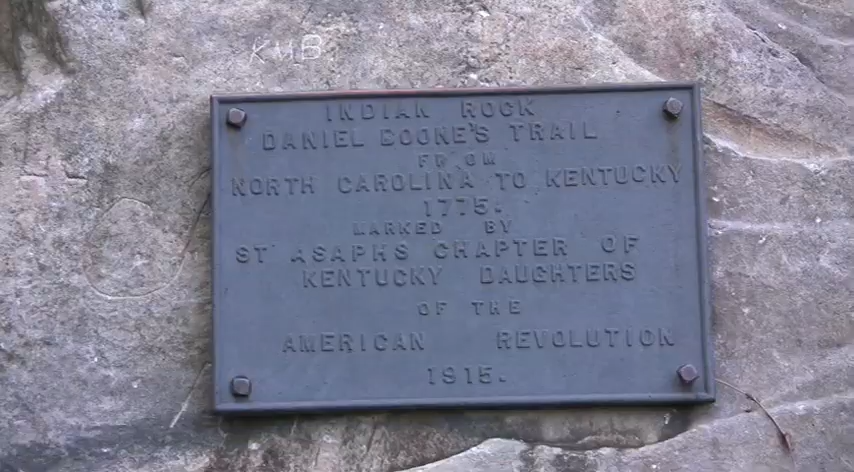 KMB
INDIAN ROCK
DANIEL BOONE'S TRAIL
FROM
NORTH CAROLINA TO KENTUCKY
1775.
MARKED BY
ST ASAPHS CHAPTER OF
KENTUCKY DAUGHTERS
OF THE
AMERICAN REVOLUTION
1915.